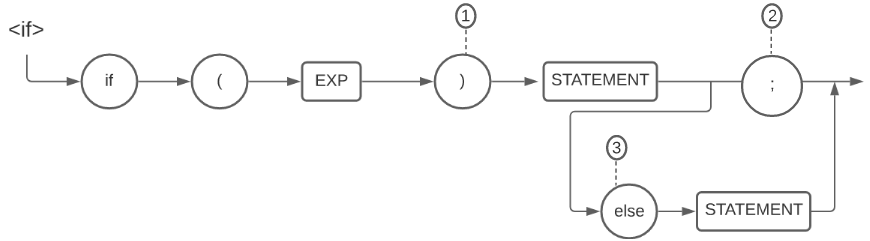 1
2
<if>
if
(
EXP
)
STATEMENT
;
3
else
STATEMENT